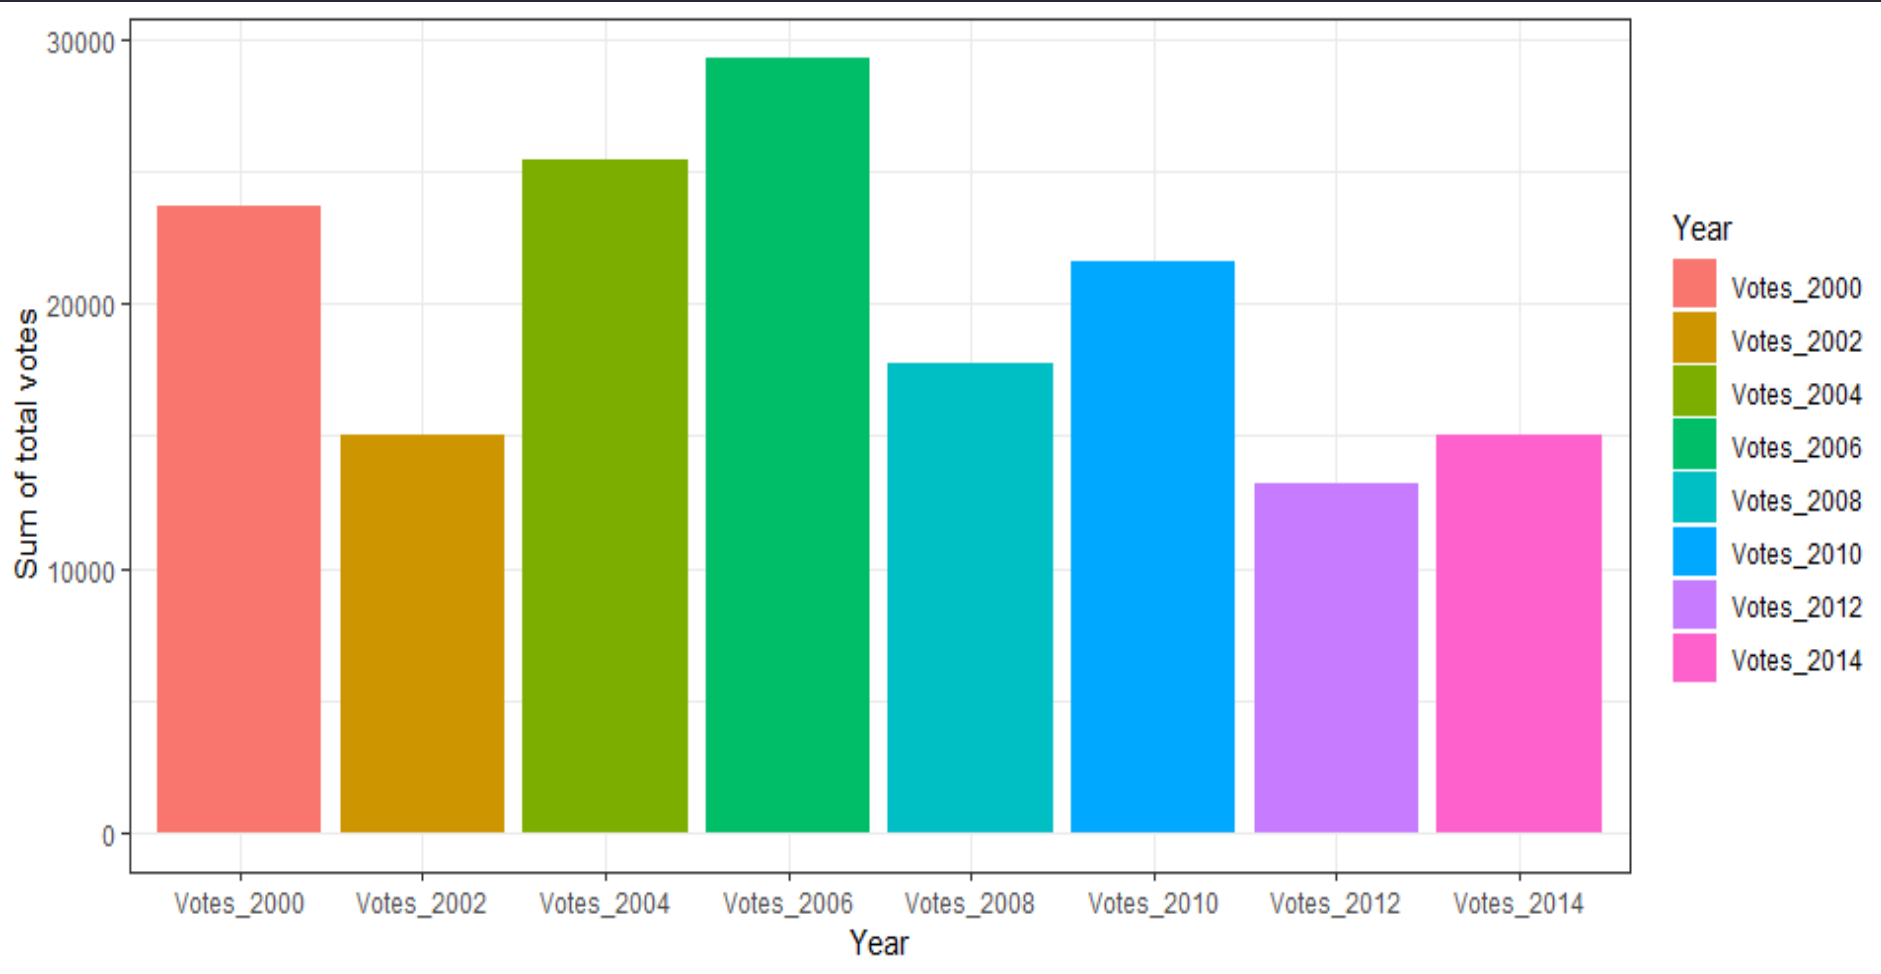 30000
20000
10000
0
Sum of total votes
Votes_2000 Votes_2002 Votes_2004 Votes_2006 Votes_2008 Votes_2010 Votes_2012 Votes_2014
Year
Year
Votes_2000
Votes_2002
Votes_2004
Votes_2006
Votes_2008
Votes_2010
Votes_2012
Votes_2014